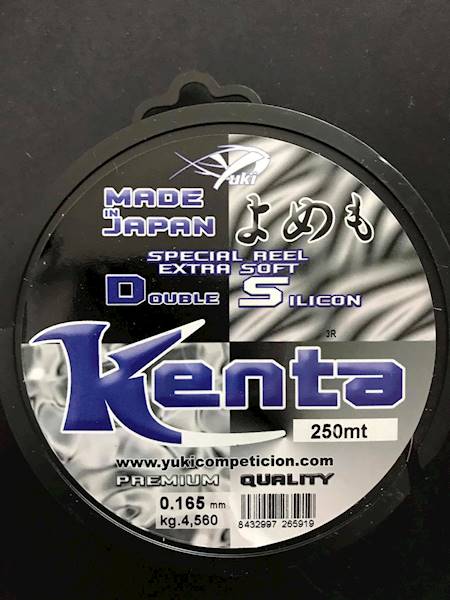 Yuki
MADE
IN
JAPAN
よめも
SPECIAL REEL
EXTRA SOFT
DOUBLE SILICON
3R
Kenta
250mt
www.yukicompeticion.com
PREMIUM QUALITY
0.165 mm
kg.4,560
8432997 265919